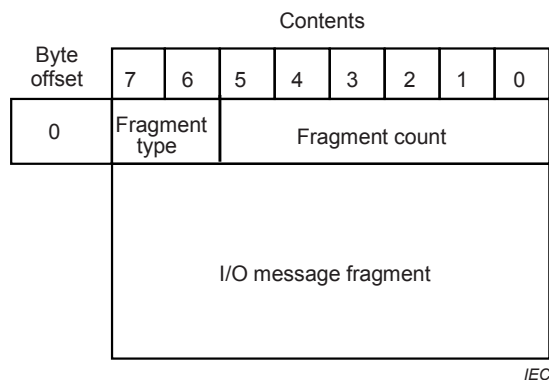 Contents
Byte
offset
7 6 5 4 3 2 1 0
0
Fragment
type
Fragment count
I/O message fragment
IEC